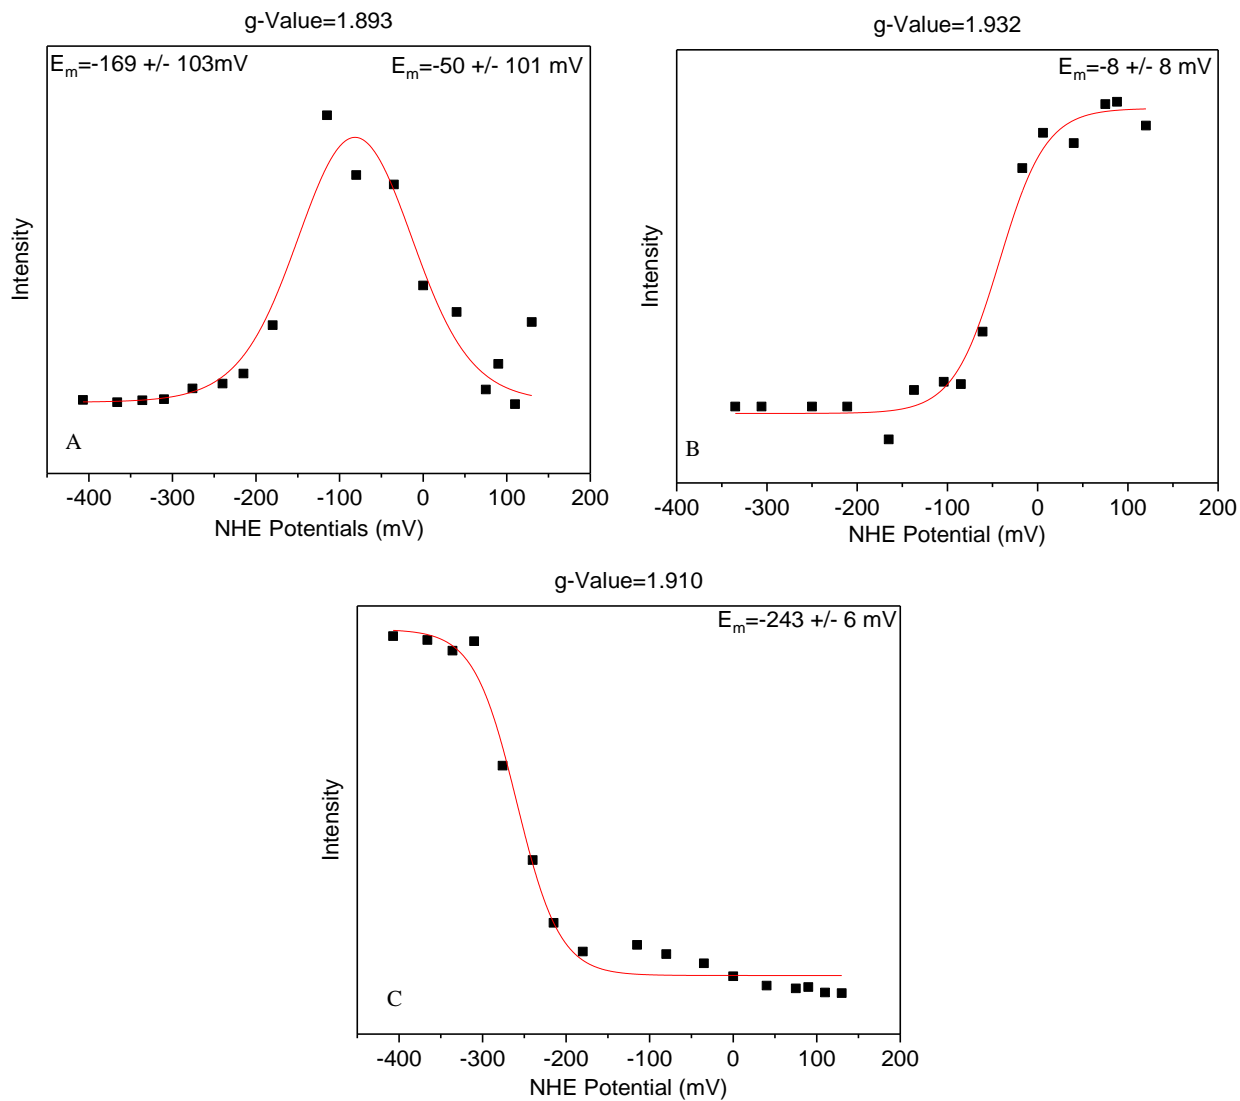 g-Value=1.893
Em=-169 +/- 103mV
Em=-50 +/- 101 mV
Intensity
A
-400 -300 -200 -100 0 100 200
NHE Potentials (mV)
g-Value=1.932
Em=-8 +/- 8 mV
Intensity
B
-400 -300 -200 -100 0 100 200
NHE Potential (mV)
g-Value=1.910
Em=-243 +/- 6 mV
Intensity
C
-400 -300 -200 -100 0 100 200
NHE Potential (mV)